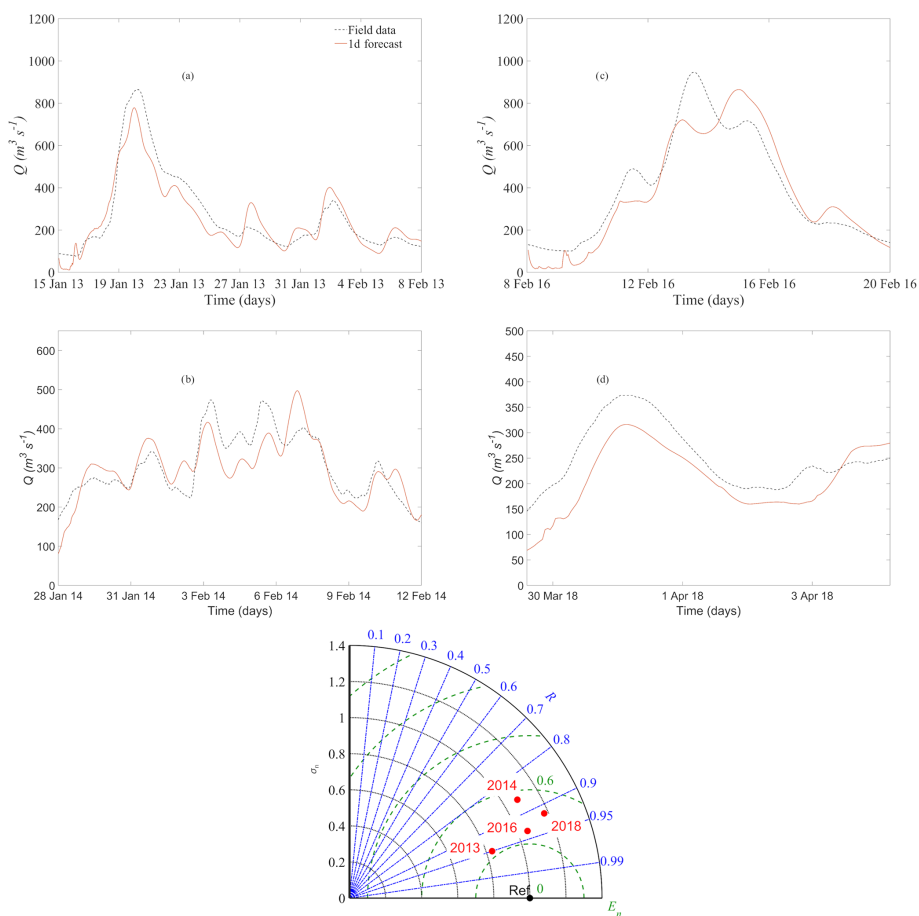 1200
1000
800
600
400
200
0
Q (m³ s⁻¹)
Field data
1d forecast
(a)
15 Jan 13 19 Jan 13 23 Jan 13 27 Jan 13 31 Jan 13 4 Feb 13 8 Feb 13
Time (days)
1200
1000
800
600
400
200
0
Q (m³ s⁻¹)
(c)
8 Feb 16 12 Feb 16 16 Feb 16 20 Feb 16
Time (days)
600
500
400
300
200
100
0
Q (m³ s⁻¹)
(b)
28 Jan 14 31 Jan 14 3 Feb 14 6 Feb 14 9 Feb 14 12 Feb 14
Time (days)
500
450
400
350
300
250
200
150
100
50
0
Q (m³ s⁻¹)
(d)
30 Mar 18 1 Apr 18 3 Apr 18
Time (days)
1.4
1.2
1
0.8
0.6
0.4
0.2
0
σₙ
0.1
0.2
0.3
0.4
0.5
0.6
R
0.7
0.8
0.9
0.95
0.99
0.6
2014
2016
2018
2013
Ref
0
Eₙ